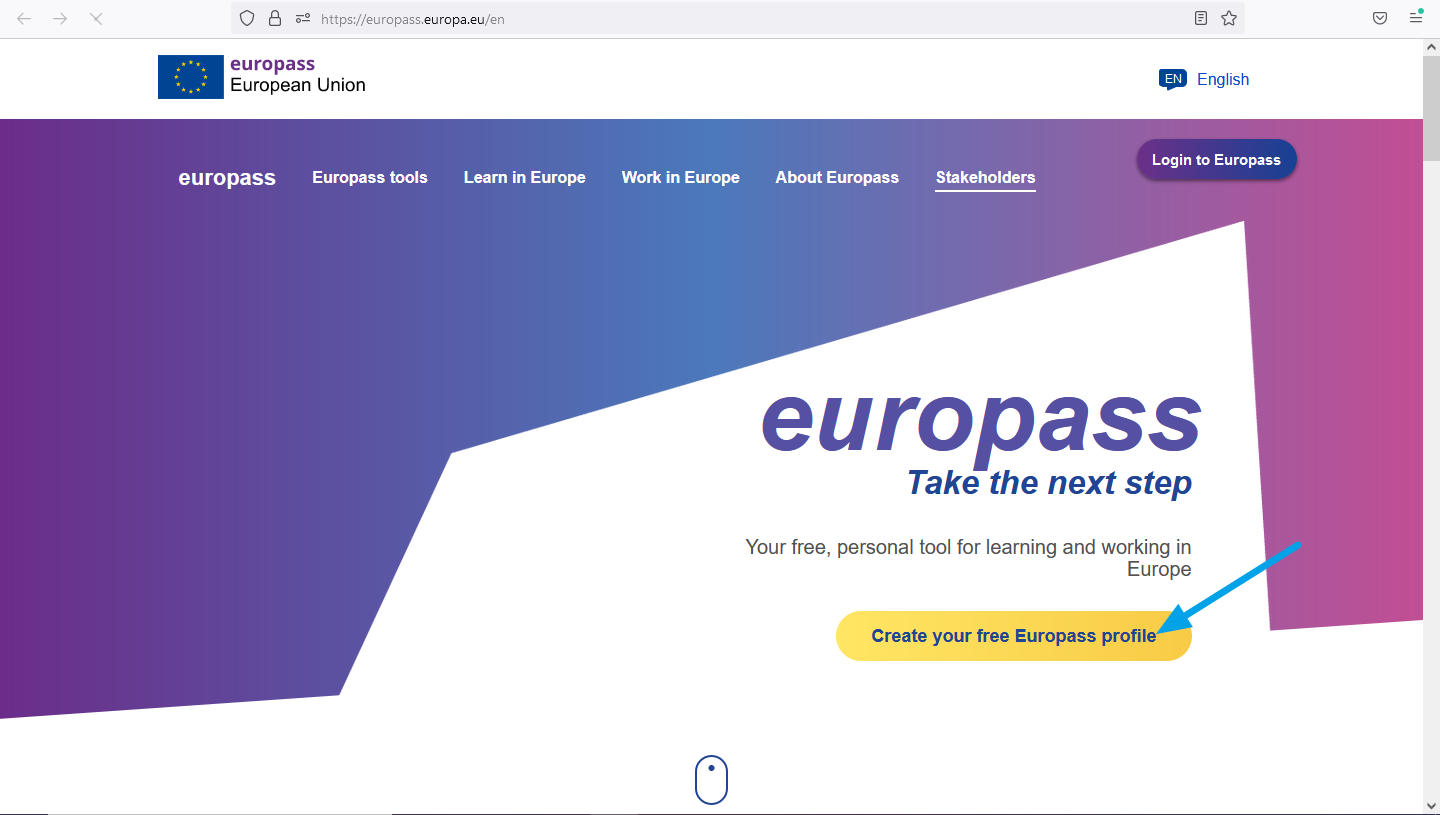 https://europass.europa.eu/en
europass
European Union
EN English
europass Europass tools Learn in Europe Work in Europe About Europass Stakeholders Login to Europass
europass
Take the next step
Your free, personal tool for learning and working in
Europe
Create your free Europass profile